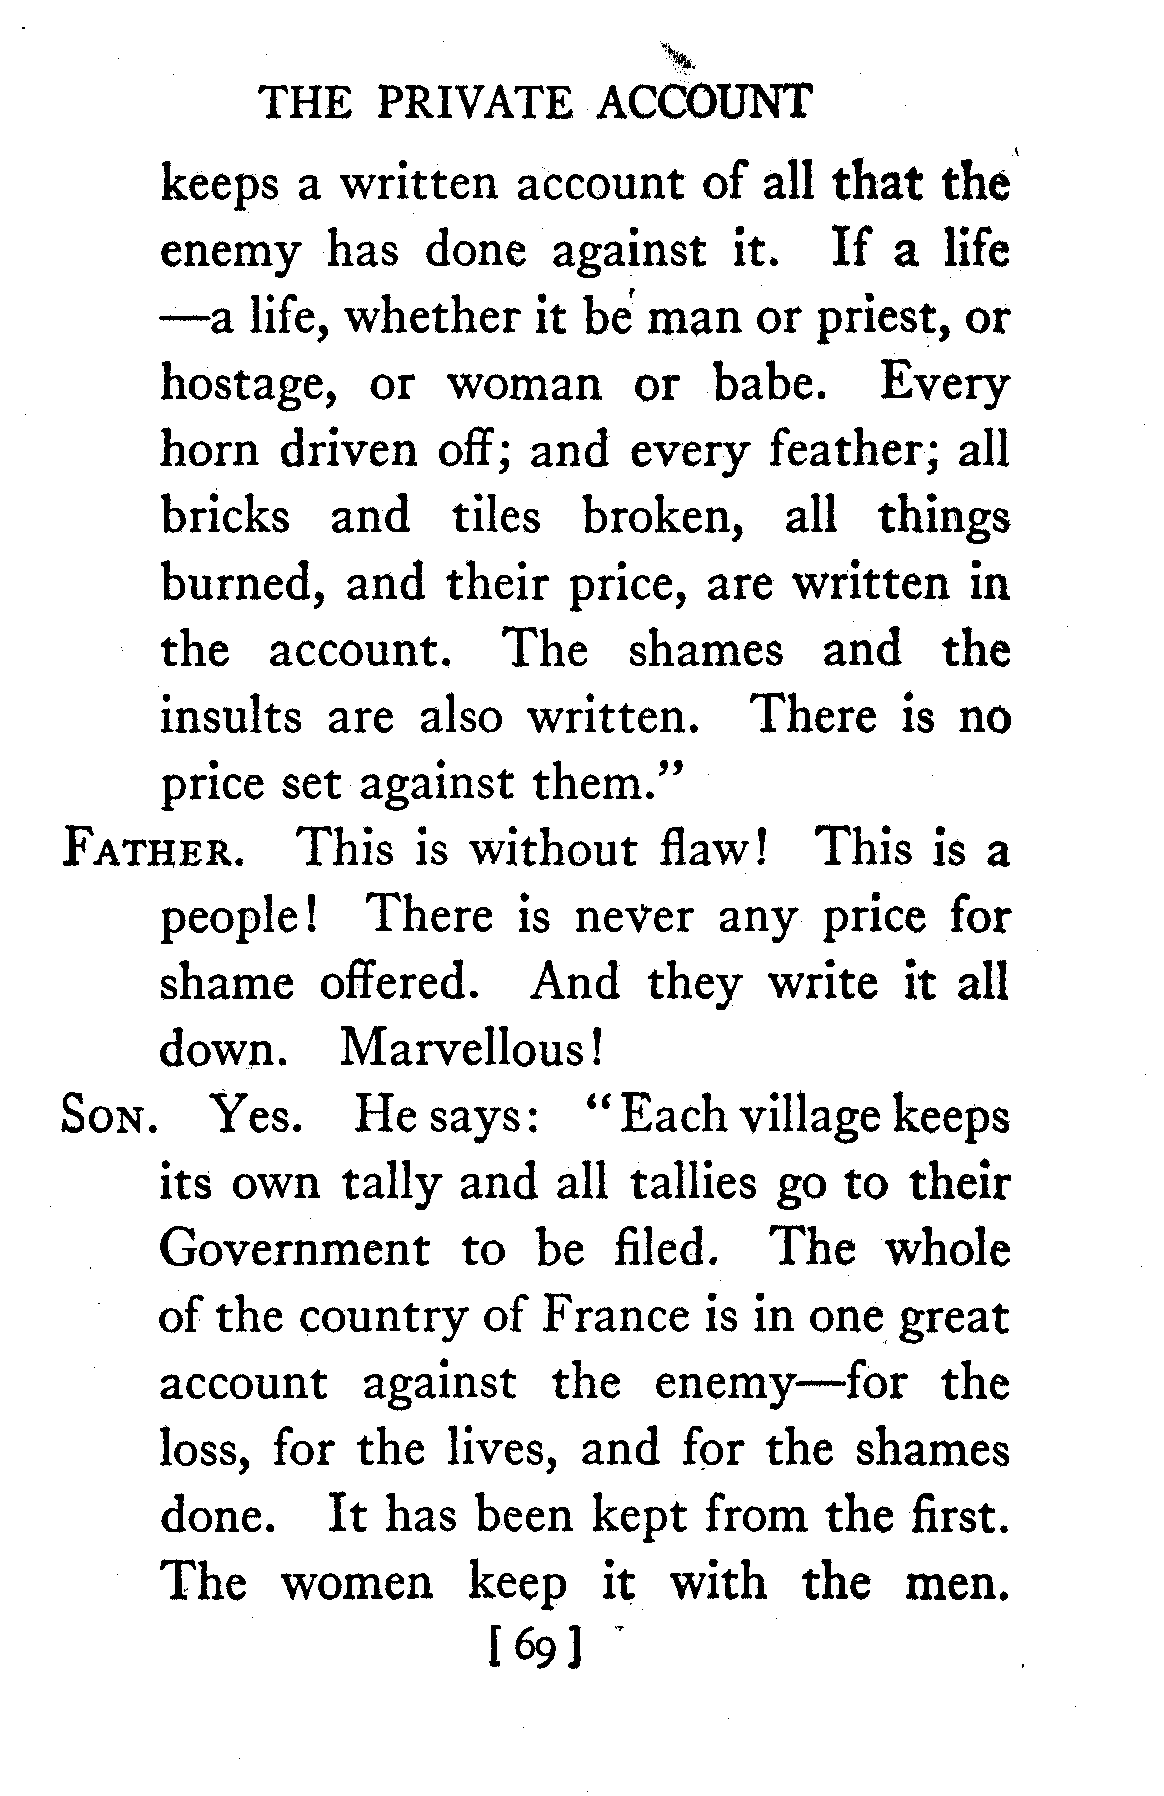 THE PRIVATE ACCOUNT
keeps a written account of all that the
enemy has done against it. If a life
—a life, whether it be man or priest, or
hostage, or woman or babe. Every
horn driven off; and every feather; all
bricks and tiles broken, all things
burned, and their price, are written in
the account. The shames and the
insults are also written. There is no
price set against them.”
FATHER. This is without flaw! This is a
people! There is never any price for
shame offered. And they write it all
down. Marvellous!
SON. Yes. He says: “Each village keeps
its own tally and all tallies go to their
Government to be filed. The whole
of the country of France is in one great
account against the enemy—for the
loss, for the lives, and for the shames
done. It has been kept from the first.
The women keep it with the men.
[69]